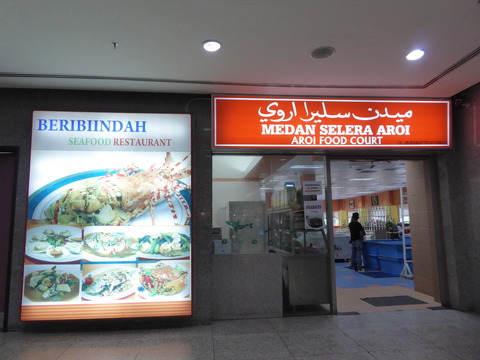 BERIBIINDAH
SEAFOOD RESTAURANT
ميدن سليرا اروي
MEDAN SELERA AROI
AROI FOOD COURT